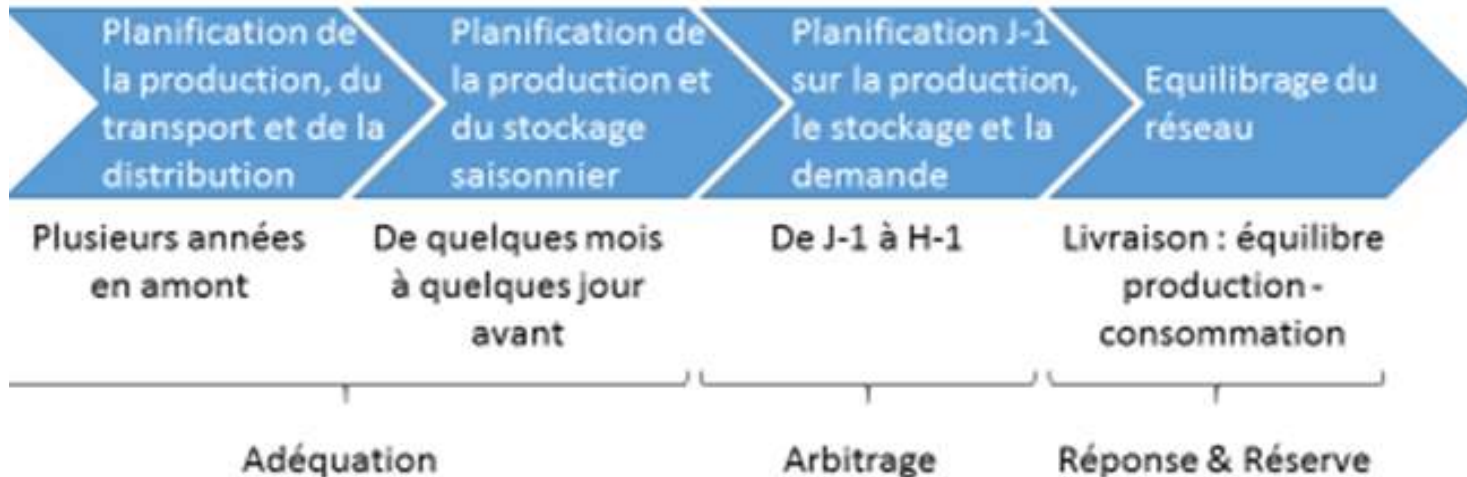 Planification de
la production, du
transport et de la
distribution
Planification de
la production et
du stockage
saisonnier
Planification J-1
sur la production,
le stockage et la
demande
Equilibrage du
réseau
Plusieurs années
en amont
De quelques mois
à quelques jour
avant
De J-1 à H-1
Livraison : équilibre
production -
consommation
Adéquation
Arbitrage
Réponse & Réserve